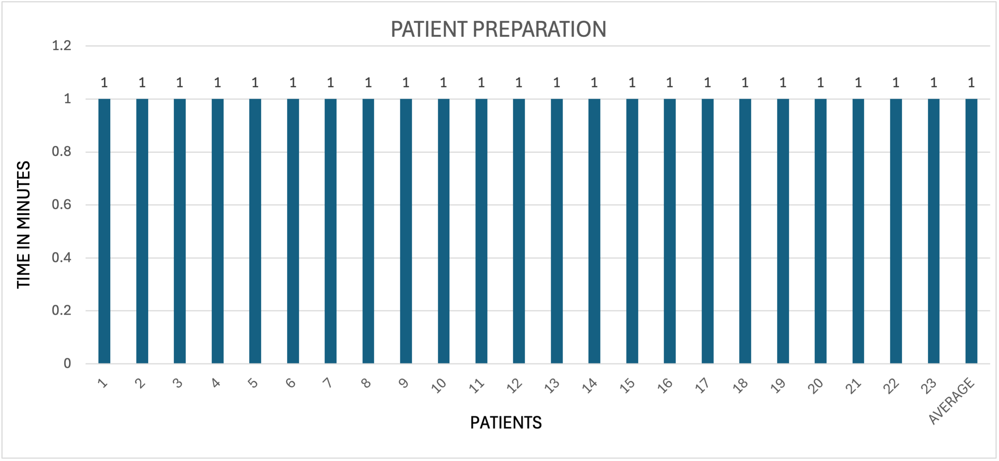 PATIENT PREPARATION
1.2
1 1 1 1 1 1 1 1 1 1 1 1 1 1 1 1 1 1 1 1 1 1 1 1
1
0.8
0.6
0.4
0.2
0
TIME IN MINUTES
1 2 3 4 5 6 7 8 9 10 11 12 13 14 15 16 17 18 19 20 21 22 23 AVERAGE
PATIENTS